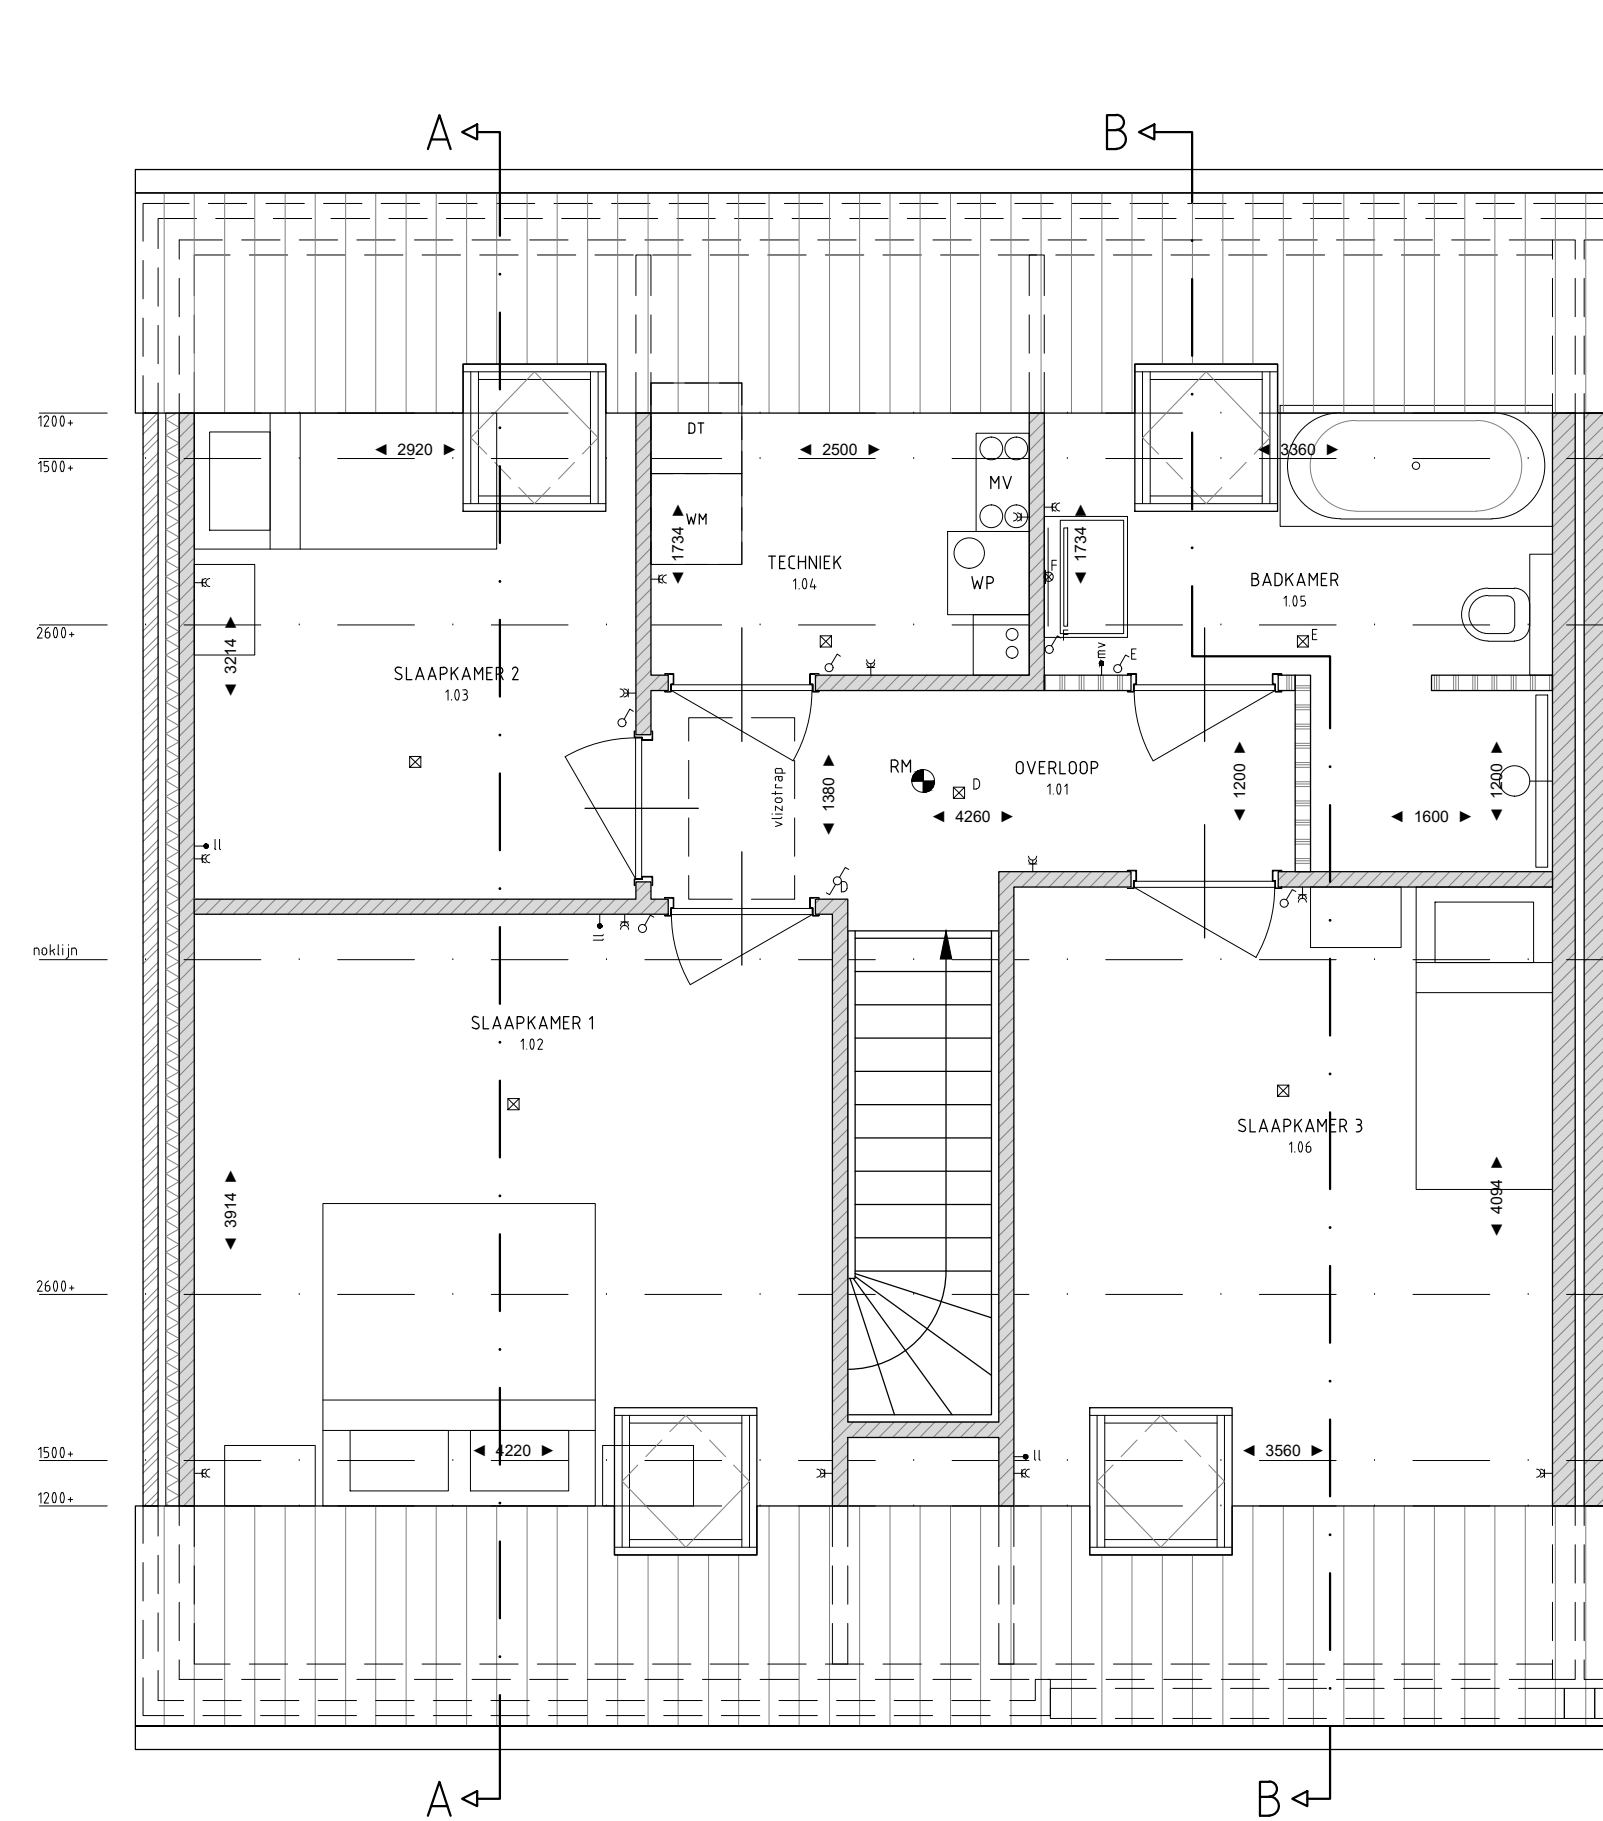 A
B
1200+
2920
2500
3360
DT
1500+
MV
WM
1734
1734
TECHNIEK
1.04
F
WP
BADKAMER
1.05
2600+
3214
F
E
mv
E
SLAAPKAMER 2
1.03
vlizotrap
1380
RM
D
OVERLOOP
1.01
1200
1200
4260
1600
ll
D
ll
noklijn
SLAAPKAMER 1
1.02
SLAAPKAMER 3
1.06
3914
4094
2600+
1500+
4220
3560
ll
1200+
A
B